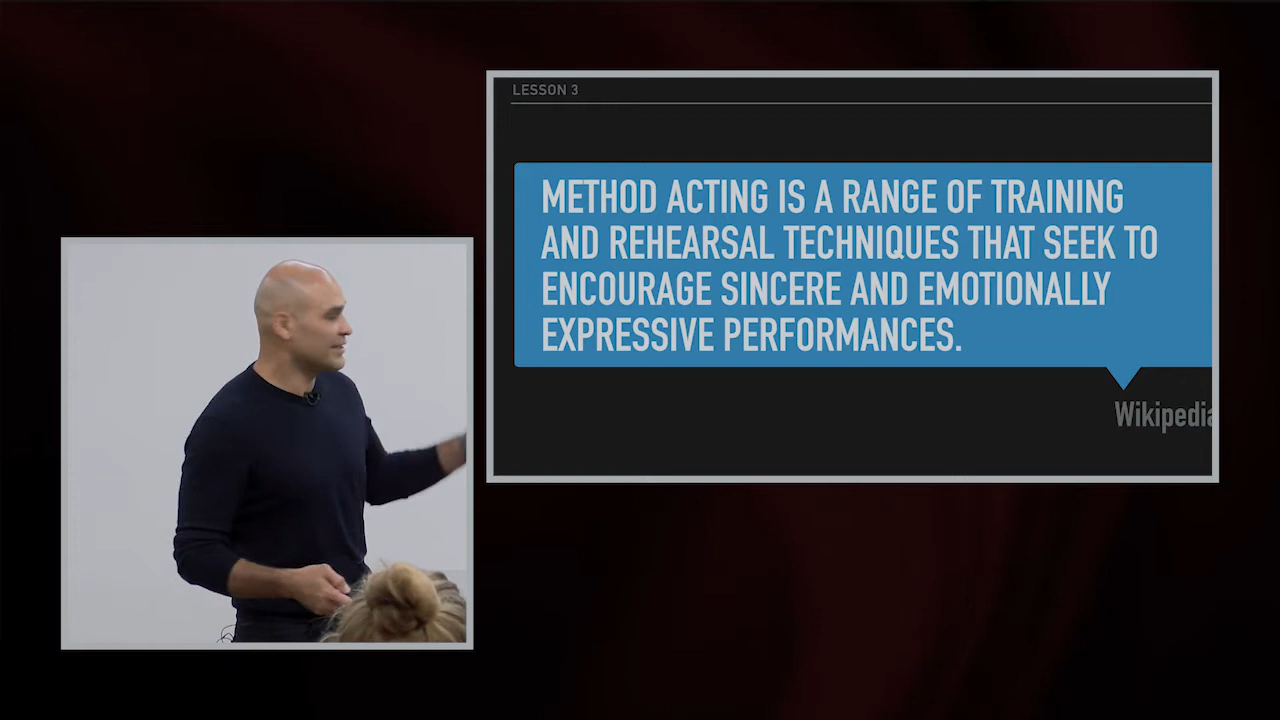 LESSON 3
METHOD ACTING IS A RANGE OF TRAINING
AND REHEARSAL TECHNIQUES THAT SEEK TO
ENCOURAGE SINCERE AND EMOTIONALLY
EXPRESSIVE PERFORMANCES.
Wikipedia